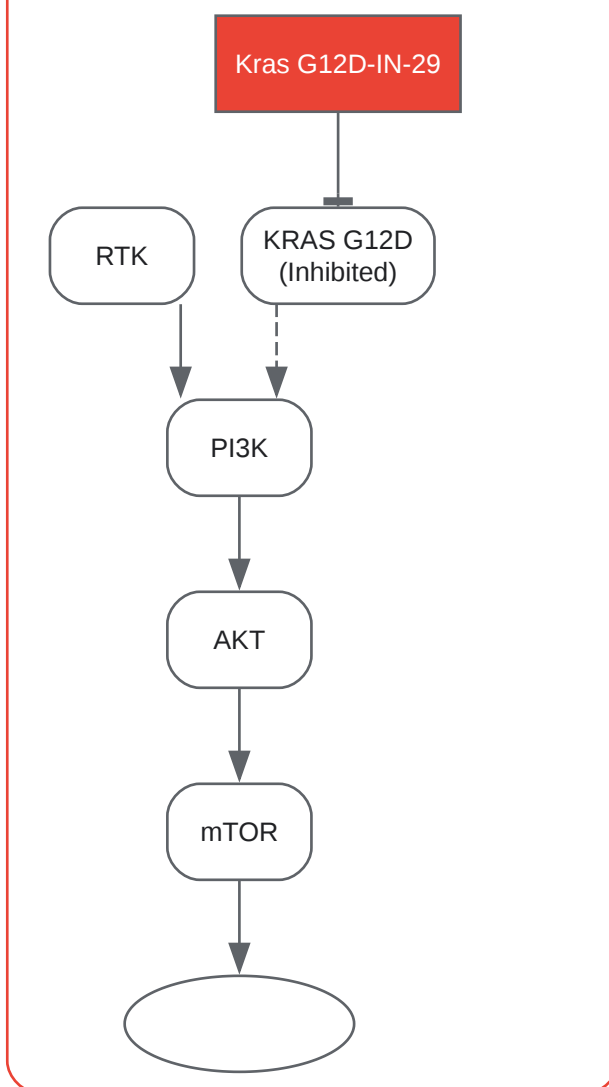 Kras G12D-IN-29
RTK
KRAS G12D
(Inhibited)
PI3K
AKT
mTOR